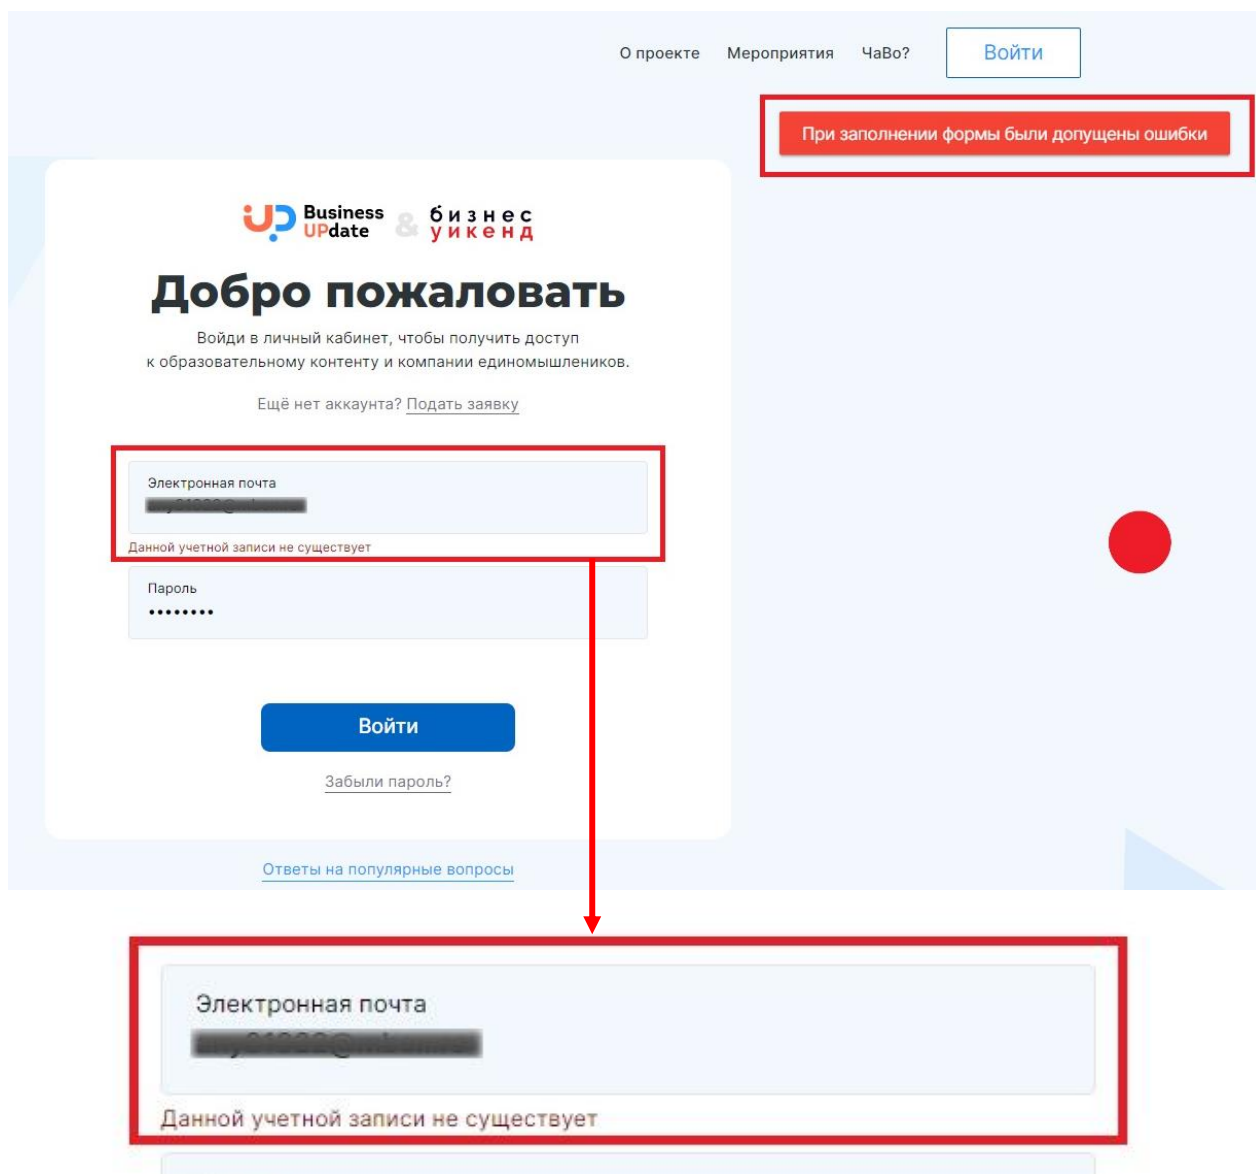 О проекте Мероприятия ЧаВо? Войти
При заполнении формы были допущены ошибки
Business UPdate & бизнес уикенд
Добро пожаловать
Войди в личный кабинет, чтобы получить доступ
к образовательному контенту и компании единомышлеников.
Ещё нет аккаунта? Подать заявку
Электронная почта
Данной учетной записи не существует
Пароль
••••••••
Войти
Забыли пароль?
Ответы на популярные вопросы
Электронная почта
Данной учетной записи не существует